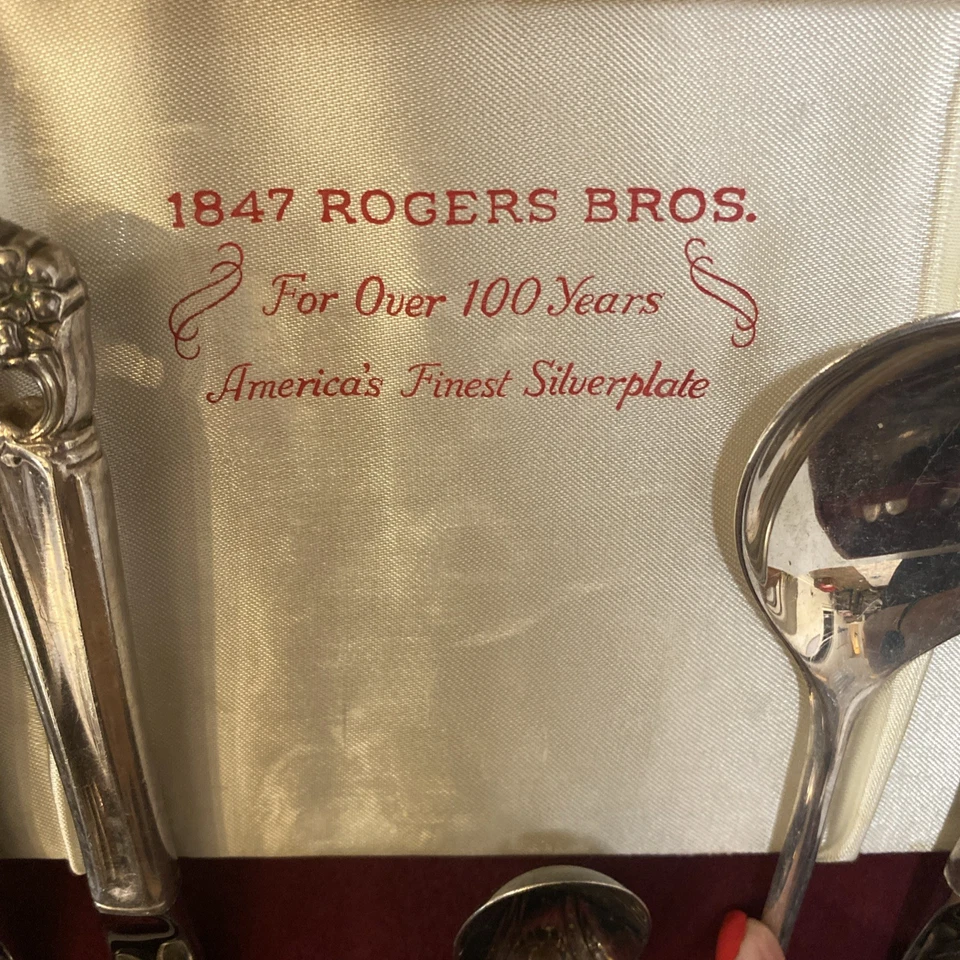 1847 ROGERS BROS.
For Over 100 Years
America's Finest Silverplate